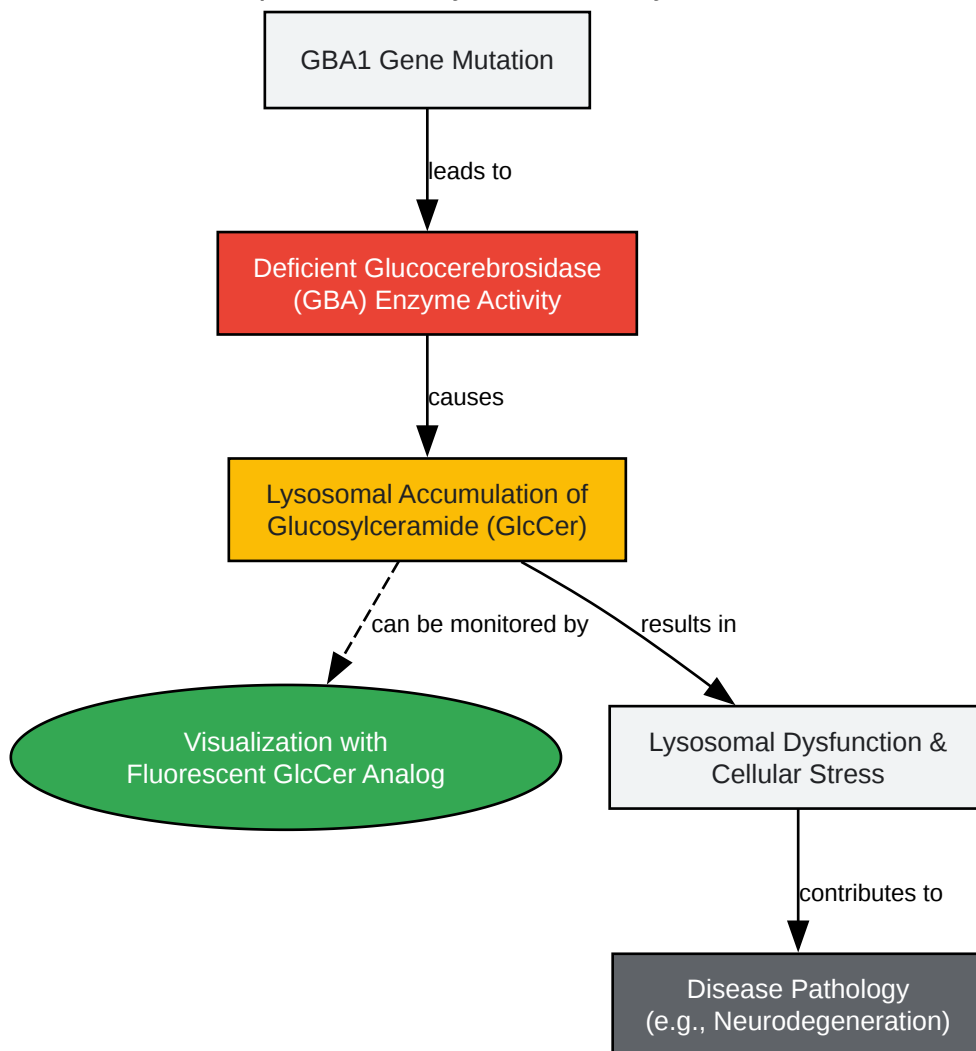 GBA1 Gene Mutation
leads to
Deficient Glucocerebrosidase
(GBA) Enzyme Activity
causes
Lysosomal Accumulation of
Glucosylceramide (GlcCer)
can be monitored by
results in
Visualization with
Fluorescent GlcCer Analog
Lysosomal Dysfunction &
Cellular Stress
contributes to
Disease Pathology
(e.g., Neurodegeneration)